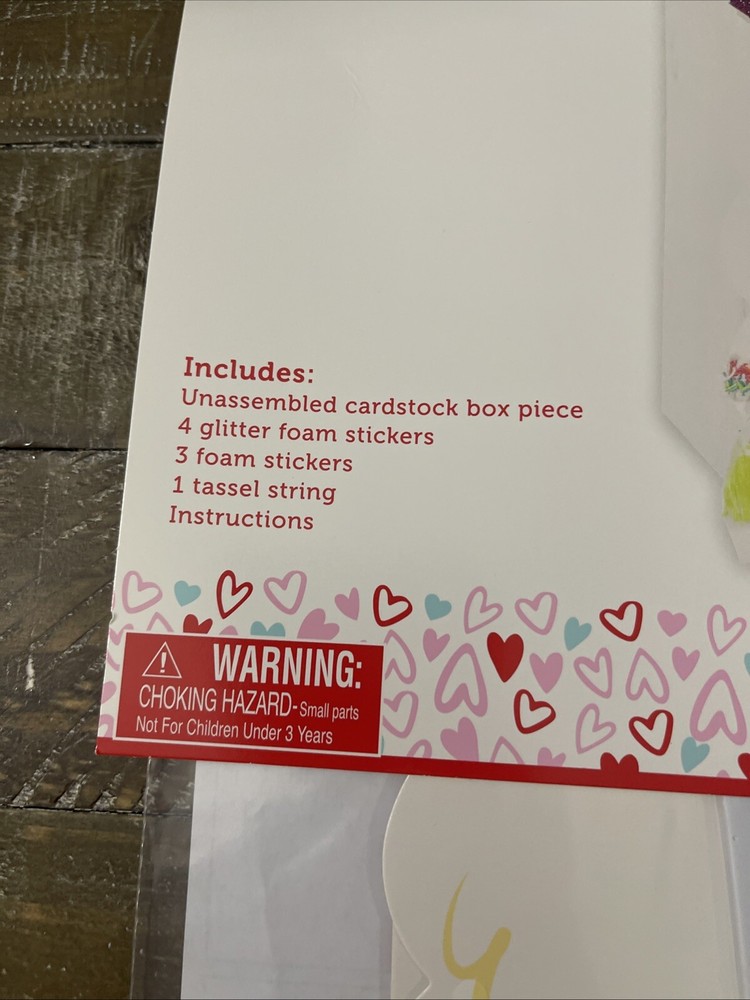 Includes:
Unassembled cardstock box piece
4 glitter foam stickers
3 foam stickers
1 tassel string
Instructions
WARNING:
CHOKING HAZARD-Small parts
Not For Children Under 3 Years